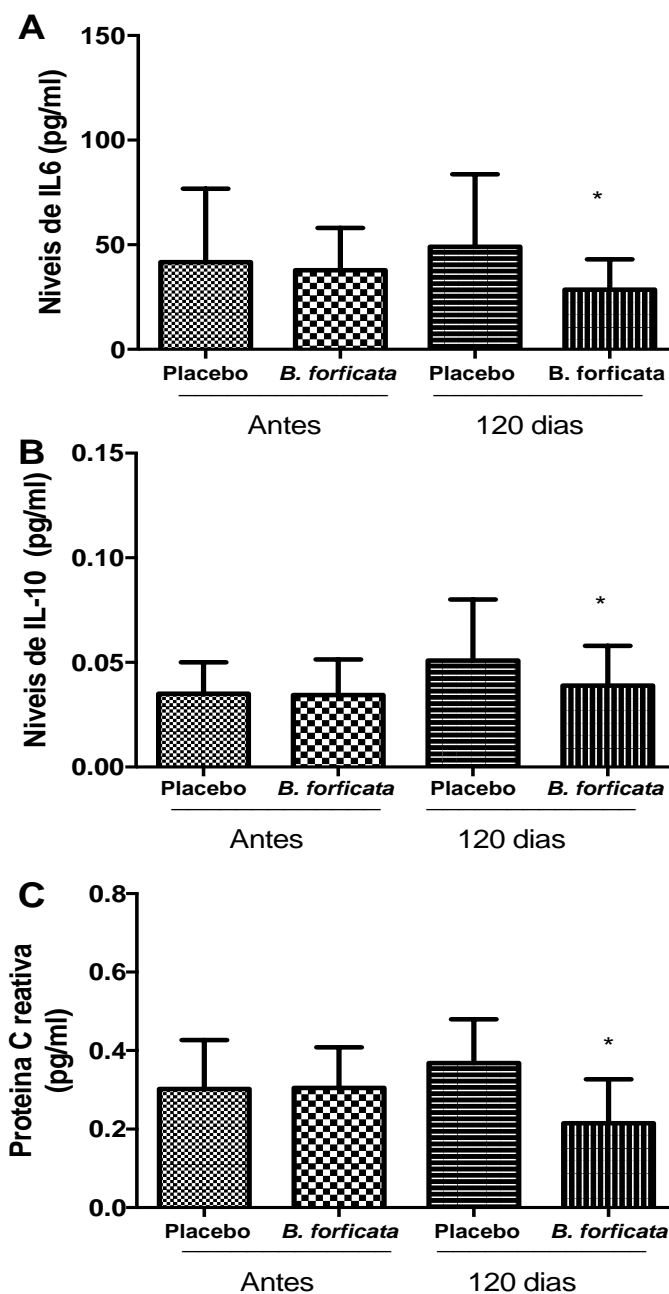 A
Niveis de IL6 (pg/ml)
150
100
50
0
Placebo B. forficata Placebo B. forficata
Antes 120 dias
B
Niveis de IL-10 (pg/ml)
0.15
0.10
0.05
0.00
*
*
Placebo B. forficata Placebo B. forficata
Antes 120 dias
C
Proteina C reativa
(pg/ml)
0.8
0.6
0.4
0.2
0.0
*
Placebo B. forficata Placebo B. forficata
Antes 120 dias